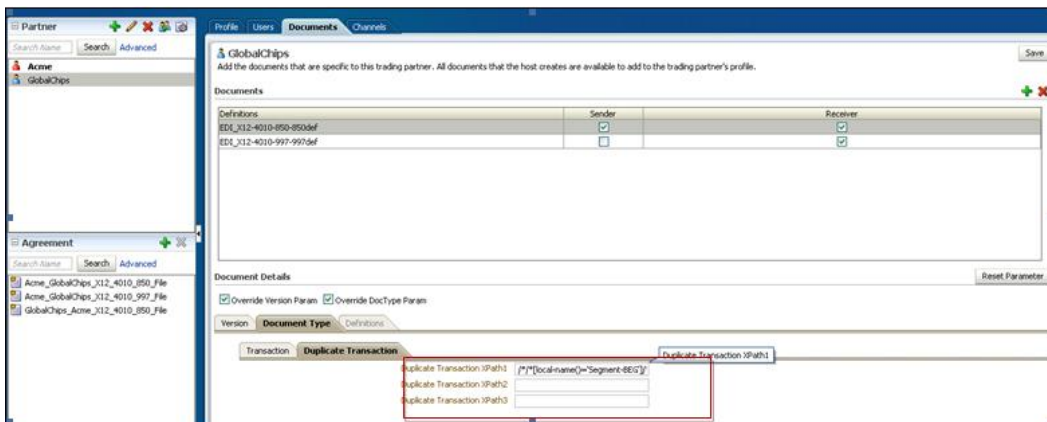 Partner
Search Name Search Advanced
Acme
GlobalChips
Agreement
Search Name Search Advanced
Acme_GlobalChips_X12_4010_850_File
Acme_GlobalChips_X12_4010_997_File
GlobalChips_Acme_X12_4010_850_File
Profile Users Documents Channels
GlobalChips Save
Add the documents that are specific to this trading partner. All documents that the host creates are available to add to the trading partner's profile.
Documents
Definitions Sender Receiver
EDI_X12-4010-850-850def
EDI_X12-4010-997-997def
Document Details Reset Parameter
Override Version Param Override DocType Param
Version Document Type Definitions
Transaction Duplicate Transaction
Duplicate Transaction XPath1
Duplicate Transaction XPath1 /*/*[local-name()='Segment-BEG']/
Duplicate Transaction XPath2
Duplicate Transaction XPath3